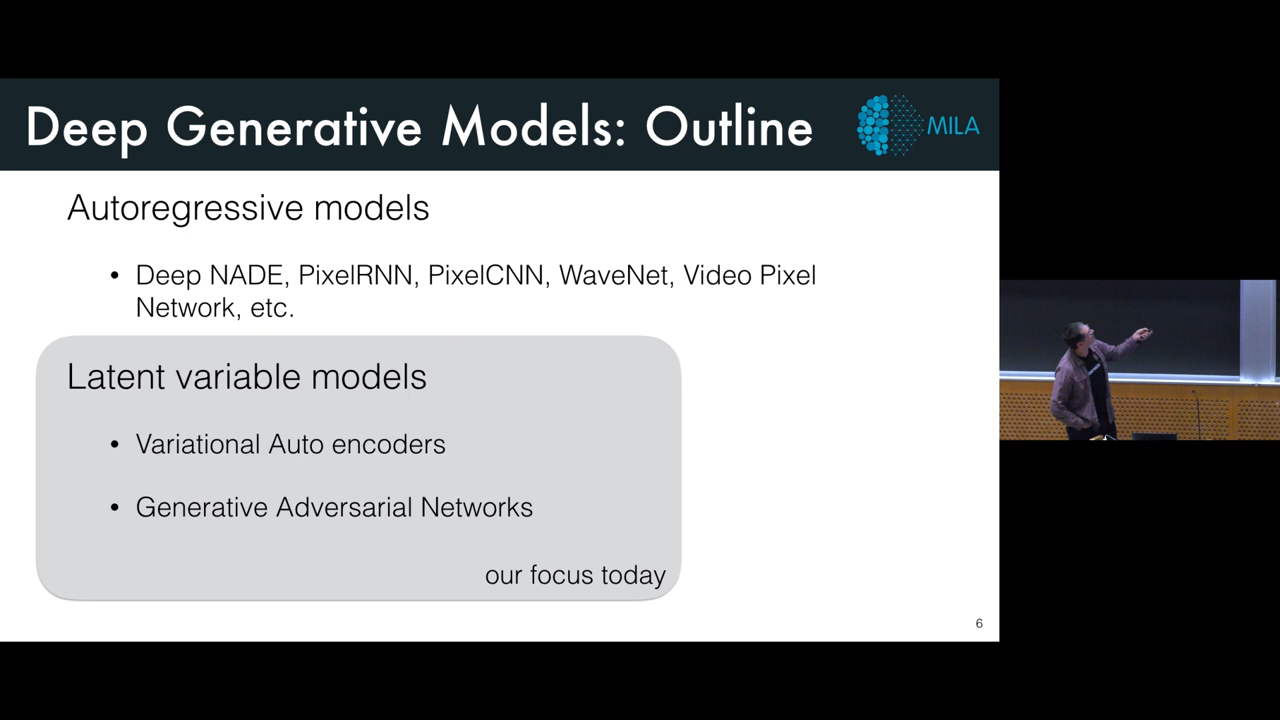 Deep Generative Models: Outline
MILA
Autoregressive models
• Deep NADE, PixelRNN, PixelCNN, WaveNet, Video Pixel
Network, etc.
Latent variable models
• Variational Auto encoders
• Generative Adversarial Networks
our focus today
6